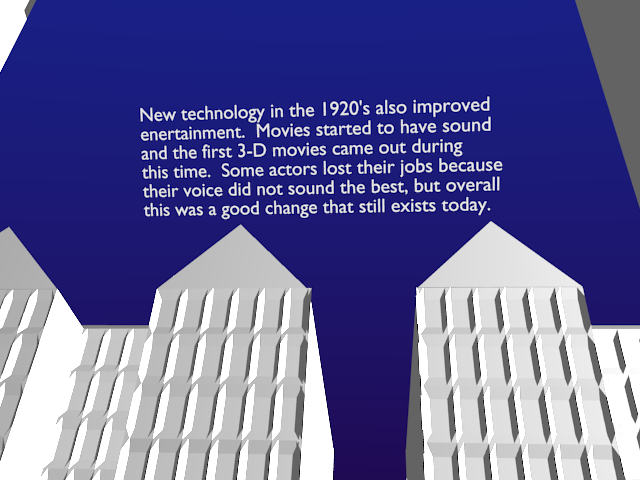 New technology in the 1920's also improved
enertainment.  Movies started to have sound
and the first 3-D movies came out during
this time.  Some actors lost their jobs because
their voice did not sound the best, but overall
this was a good change that still exists today.